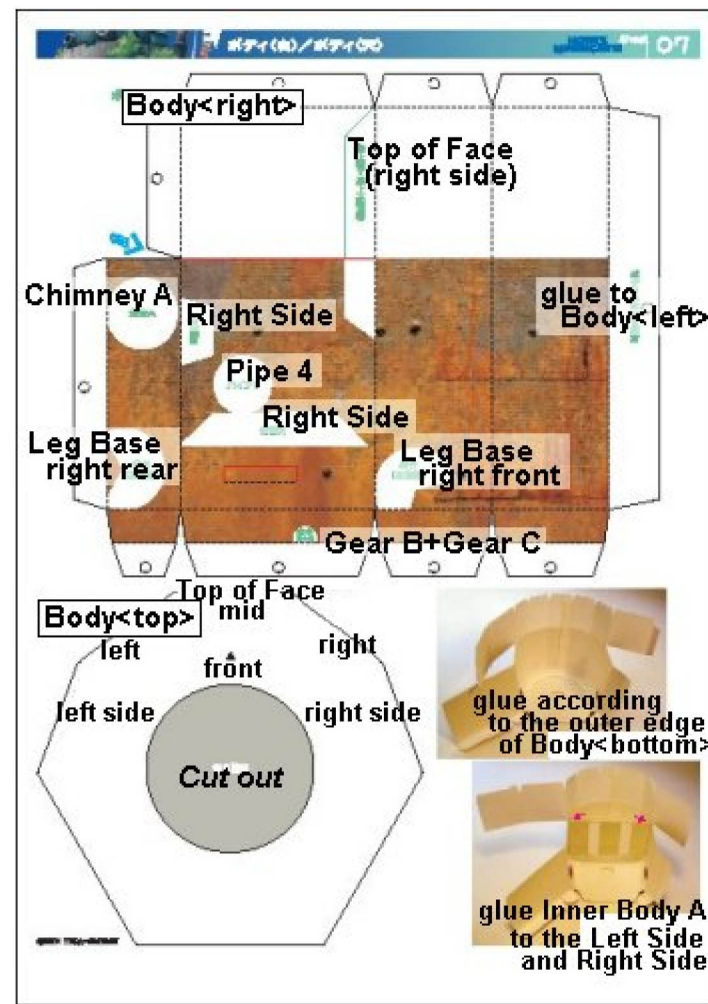 07
Body<right>
Top of Face
(right side)
Chimney A
glue to
Body<left>
Right Side
Pipe 4
Right Side
Leg Base
right rear
Leg Base
right front
Gear B+Gear C
Body<top>
Top of Face
mid
left
right
front
left side
right side
Cut out
glue according
to the outer edge
of Body<bottom>
glue Inner Body A
to the Left Side
and Right Side